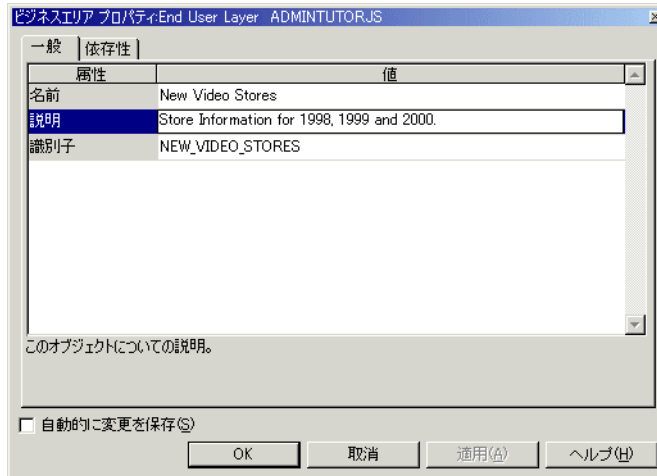 ビジネスエリア プロパティ:End User Layer ADMINTUTORJS
一般 依存性
属性 値
名前 New Video Stores
説明 Store Information for 1998, 1999 and 2000.
識別子 NEW_VIDEO_STORES
このオブジェクトについての説明。
自動的に変更を保存(S)
OK 取消 適用(A) ヘルプ(H)